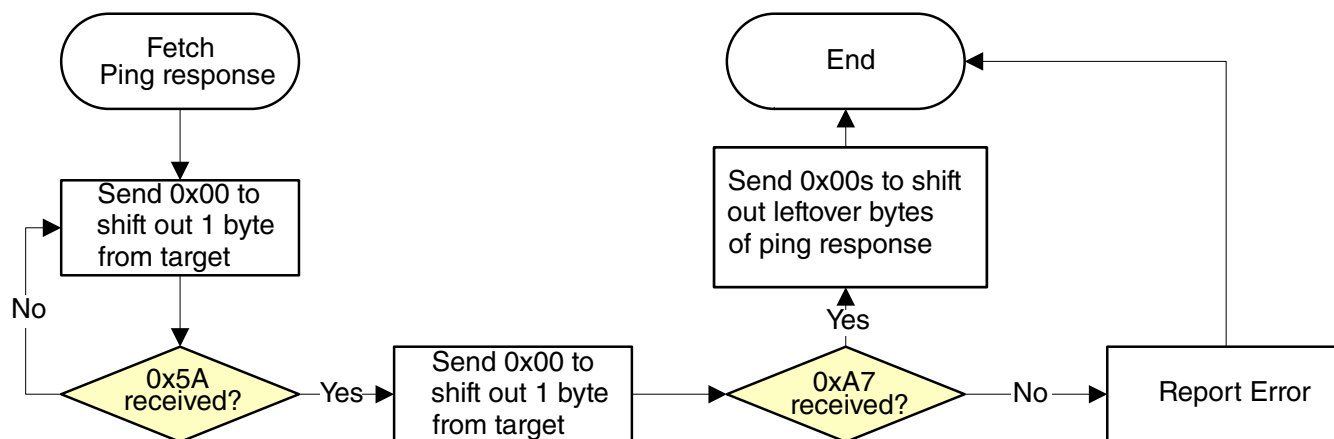 Fetch
Ping response
Send 0x00 to
shift out 1 byte
from target
No
0x5A
received?
Yes
Send 0x00 to
shift out 1 byte
from target
0xA7
received?
Yes
Send 0x00s to shift
out leftover bytes
of ping response
End
No
Report Error